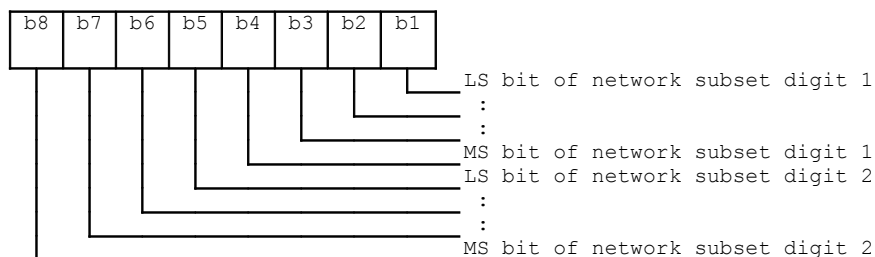 b8 b7 b6 b5 b4 b3 b2 b1
LS bit of network subset digit 1
:
:
MS bit of network subset digit 1
LS bit of network subset digit 2
:
:
MS bit of network subset digit 2